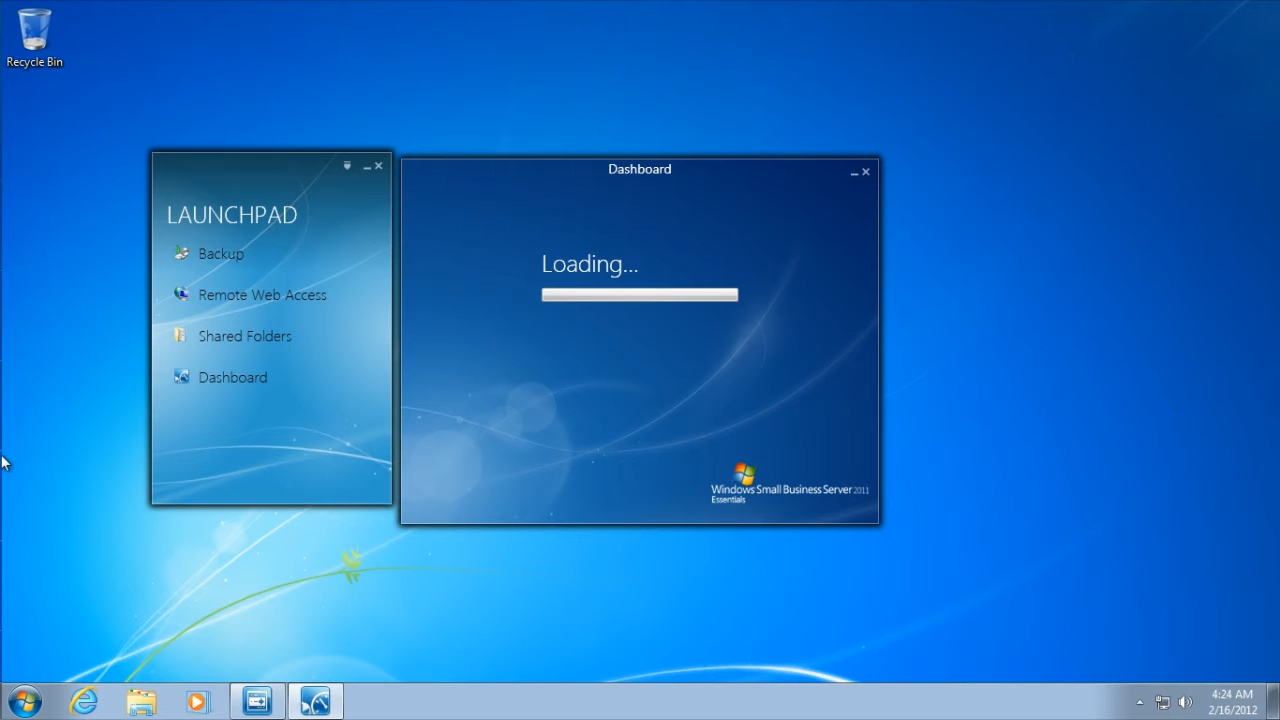 Recycle Bin
LAUNCHPAD
Backup
Remote Web Access
Shared Folders
Dashboard
Dashboard
Loading...
Windows Small Business Server 2011
Essentials
4:24 AM
2/16/2012